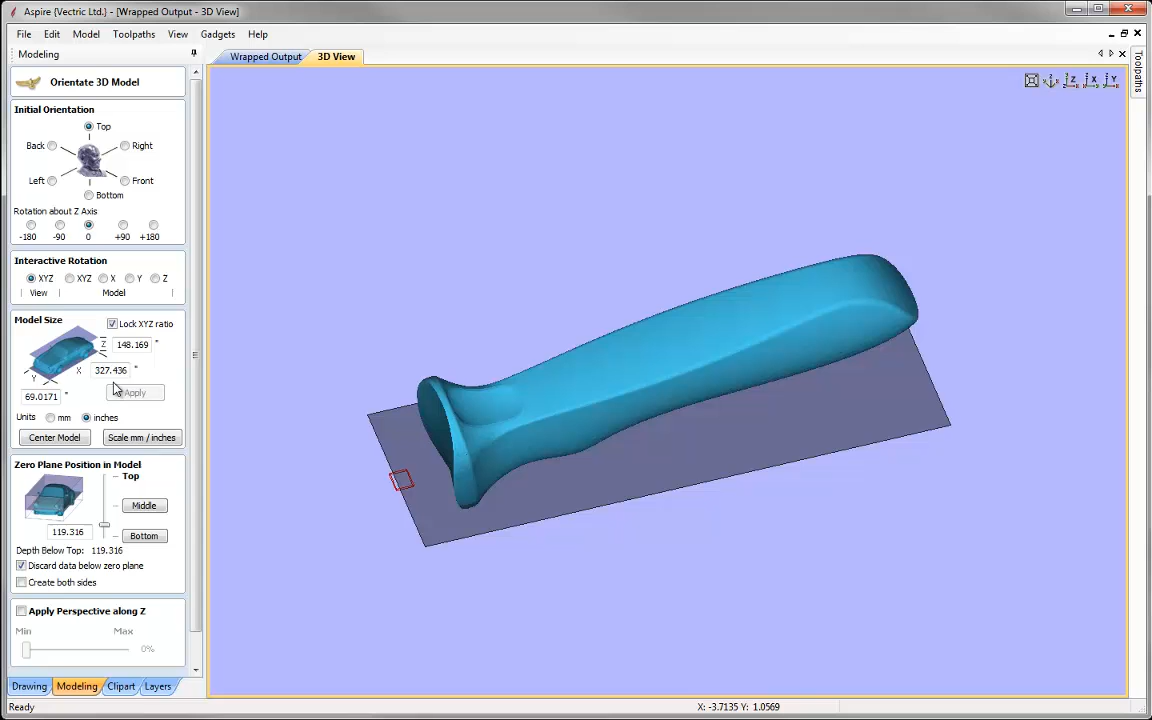 Aspire {Vectric Ltd.} - [Wrapped Output - 3D View]
File Edit Model Toolpaths View Gadgets Help
Modeling
Wrapped Output 3D View
Toolpaths
Orientate 3D Model
Initial Orientation
Top
Back Right
Left Front
Bottom
Rotation about Z Axis
-180 -90 0 +90 +180
Interactive Rotation
XYZ XYZ X Y Z
View Model
Model Size
Lock XYZ ratio
Z 148.169 "
X 327.436 "
Y
69.0171 " Apply
Units mm inches
Center Model Scale mm / inches
Zero Plane Position in Model
Top
Middle
119.316 Bottom
Depth Below Top: 119.316
Discard data below zero plane
Create both sides
Apply Perspective along Z
Min Max
0%
Drawing Modeling Clipart Layers
Ready X: -3.7135 Y: 1.0569